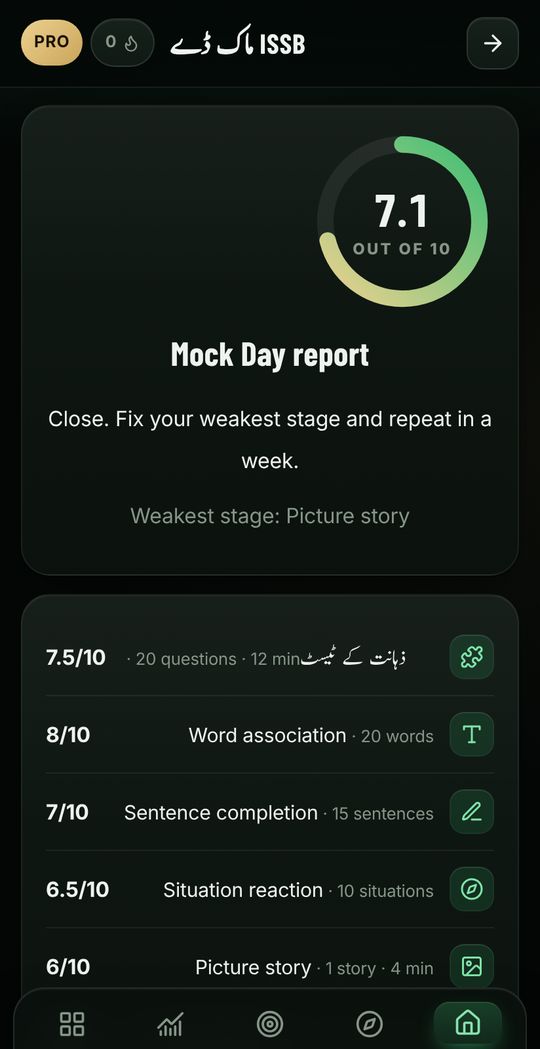 PRO
0
ISSB ماک ڈے
7.1
OUT OF 10
Mock Day report
Close. Fix your weakest stage and repeat in a
week.
Weakest stage: Picture story
ذہانت کے ٹیسٹ · 20 questions · 12 min 7.5/10
Word association · 20 words 8/10
Sentence completion · 15 sentences 7/10
Situation reaction · 10 situations 6.5/10
Picture story · 1 story · 4 min 6/10